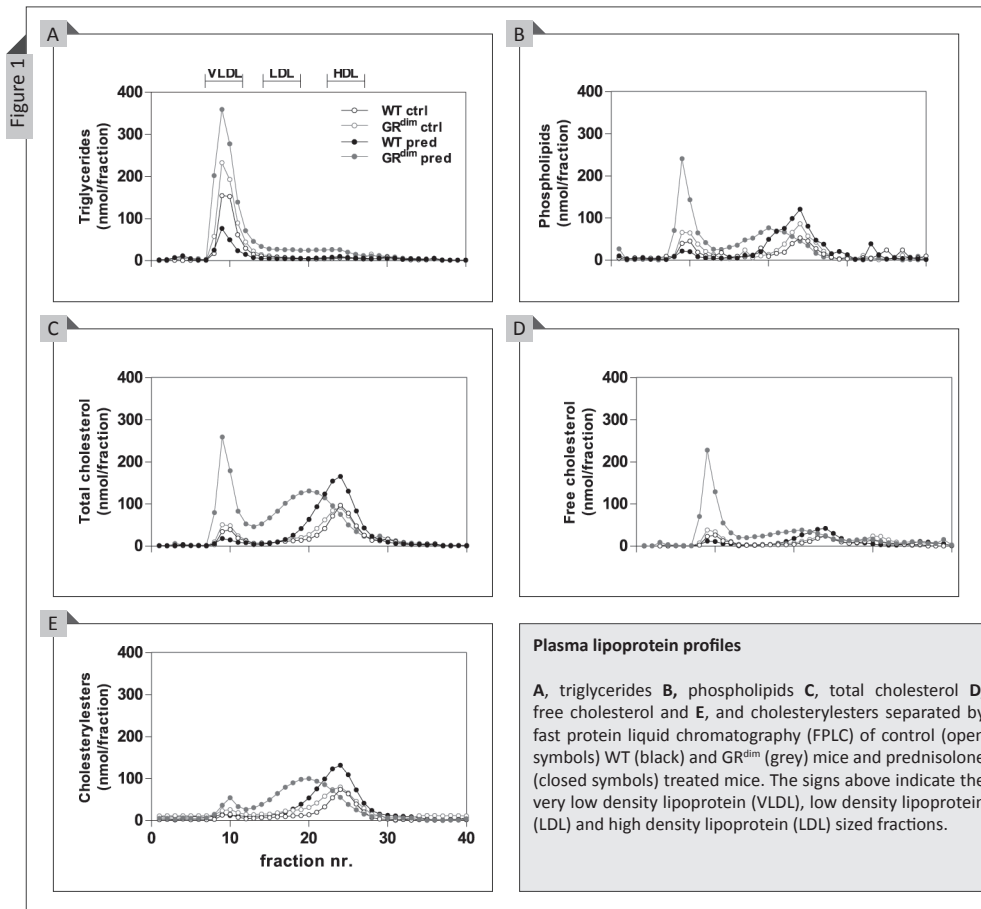 Figure 1
A
VLDL LDL HDL
400
300
200
100
0
Triglycerides
(nmol/fraction)
WT ctrl
GRdim ctrl
WT pred
GRdim pred
B
400
300
200
100
0
Phospholipids
(nmol/fraction)
C
400
300
200
100
0
Total cholesterol
(nmol/fraction)
0 10 20 30 40
D
400
300
200
100
0
Free cholesterol
(nmol/fraction)
E
400
300
200
100
0
Cholesterylesters
(nmol/fraction)
0 10 20 30 40
fraction nr.
Plasma lipoprotein profiles
A, triglycerides B, phospholipids C, total cholesterol D
free cholesterol and E, and cholesterylesters separated by
fast protein liquid chromatography (FPLC) of control (open
symbols) WT (black) and GRdim (grey) mice and prednisolone
(closed symbols) treated mice. The signs above indicate the
very low density lipoprotein (VLDL), low density lipoprotein
(LDL) and high density lipoprotein (LDL) sized fractions.